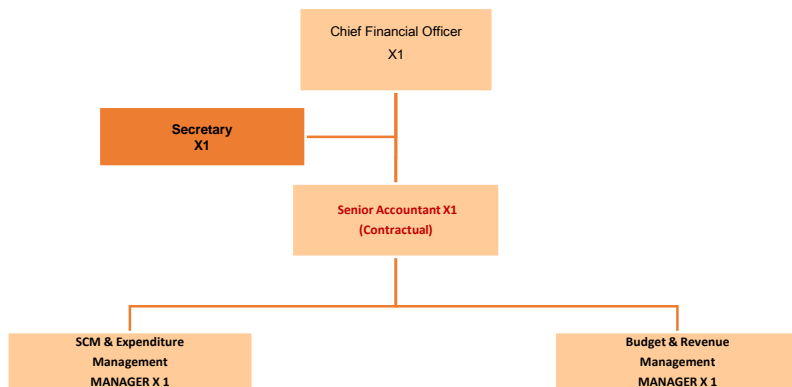 Chief Financial Officer
X1
Secretary
X1
Senior Accountant X1
(Contractual)
SCM & Expenditure
Management
MANAGER X 1
Budget & Revenue
Management
MANAGER X 1